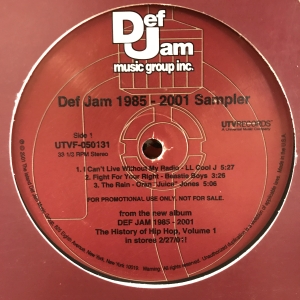 Def
Jam
music group inc.
Def Jam 1985 - 2001 Sampler
Side 1
UTVF-050131
33 1/3 RPM Stereo
UTV RECORDS
1. I Can't Live Without My Radio - LL Cool J 5:27
2. Fight For Your Right - Beastie Boys 3:25
3. The Rain - Oran "Juice" Jones 5:06
FOR PROMOTIONAL USE ONLY. NOT FOR SALE.
from the new album
DEF JAM 1985 - 2001
The History of Hip Hop, Volume 1
in stores 2/27/01!